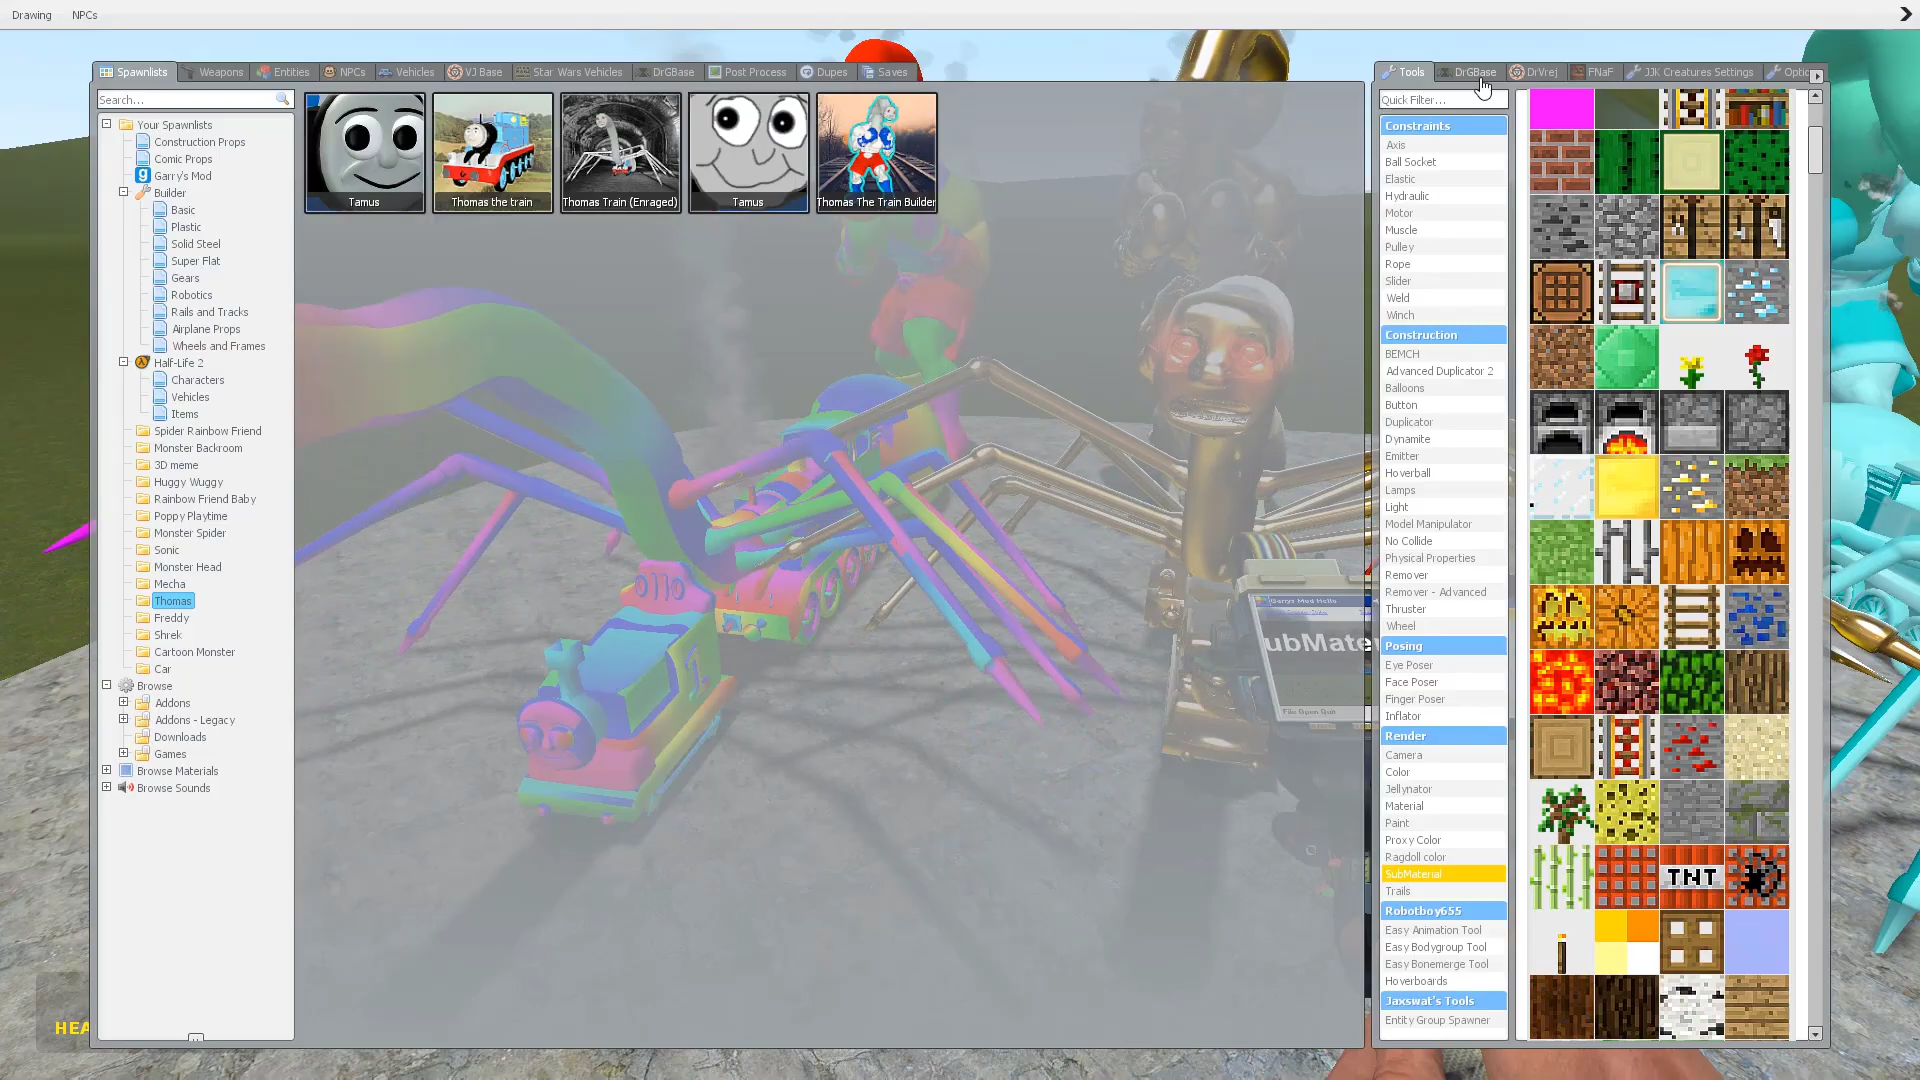 Drawing NPCs
Spawnlists Weapons Entities NPCs Vehicles VJ Base Star Wars Vehicles DrGBase Post Process Dupes Saves
Tools DrGBase DrVrej FNaF JJK Creatures Settings Optio
Search...
Quick Filter...
Your Spawnlists
Construction Props
Comic Props
Garry's Mod
Builder
Basic
Plastic
Solid Steel
Super Flat
Gears
Robotics
Rails and Tracks
Airplane Props
Wheels and Frames
Half-Life 2
Characters
Vehicles
Items
Spider Rainbow Friend
Monster Backroom
3D meme
Huggy Wuggy
Rainbow Friend Baby
Poppy Playtime
Monster Spider
Sonic
Monster Head
Mecha
Thomas
Freddy
Shrek
Cartoon Monster
Car
Browse
Addons
Addons - Legacy
Downloads
Games
Browse Materials
Browse Sounds
Tamus
Thomas the train
Thomas Train (Enraged)
Tamus
Thomas The Train Builder
ubMate
HEA
Constraints
Axis
Ball Socket
Elastic
Hydraulic
Motor
Muscle
Pulley
Rope
Slider
Weld
Winch
Construction
BEMCH
Advanced Duplicator 2
Balloons
Button
Duplicator
Dynamite
Emitter
Hoverball
Lamps
Light
Model Manipulator
No Collide
Physical Properties
Remover
Remover - Advanced
Thruster
Wheel
Posing
Eye Poser
Face Poser
Finger Poser
Inflator
Render
Camera
Color
Jellynator
Material
Paint
Proxy Color
Ragdoll color
SubMaterial
Trails
Robotboy655
Easy Animation Tool
Easy Bodygroup Tool
Easy Bonemerge Tool
Hoverboards
Jaxswat's Tools
Entity Group Spawner
TNT